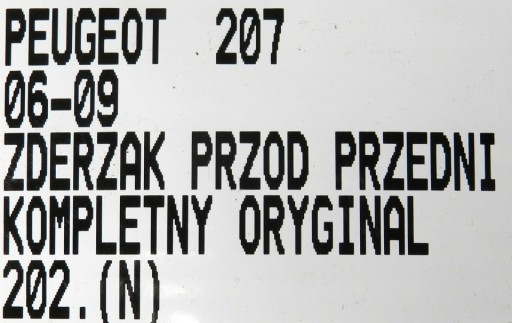 PEUGEOT 207
06-09
ZDERZAK PRZOD PRZEDNI
KOMPLETNY ORYGINAL
202.(N)